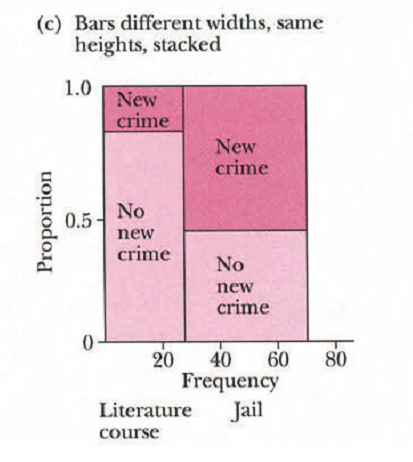 (c) Bars different widths, same
heights, stacked
1.0
New
crime
New
crime
Proportion
0.5
No
new
crime
No
new
crime
0
20 40 60 80
Frequency
Literature Jail
course